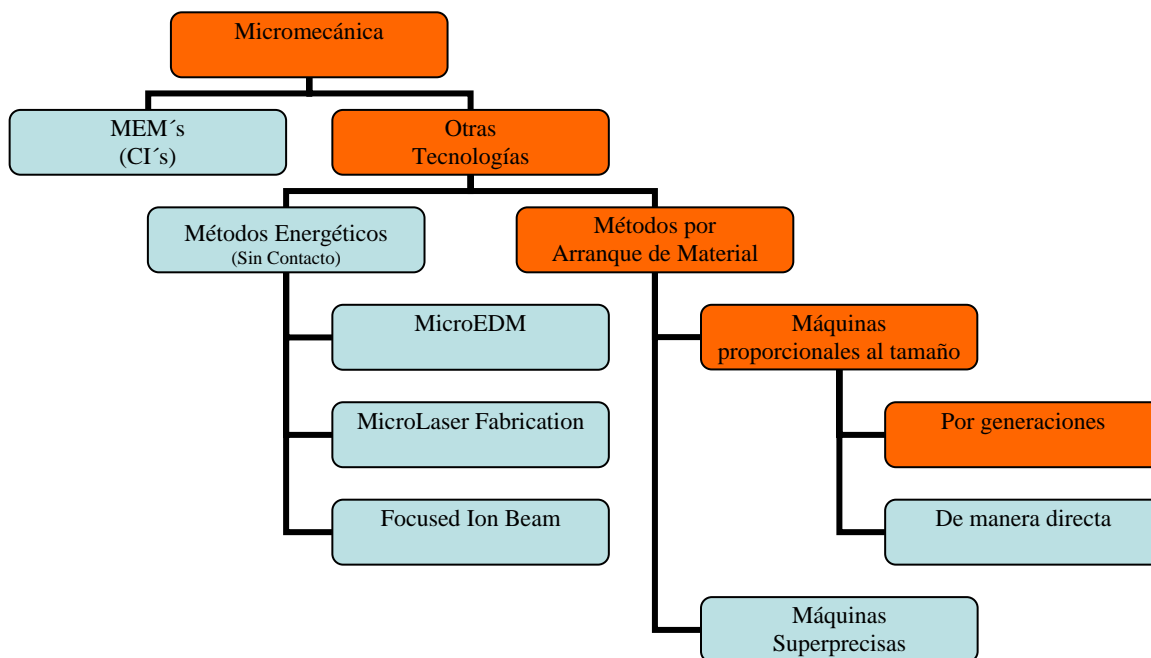 Micromecánica
MEM´s
(CI´s)
Otras
Tecnologías
Métodos Energéticos
(Sin Contacto)
Métodos por
Arranque de Material
MicroEDM
Máquinas
proporcionales al tamaño
MicroLaser Fabrication
Por generaciones
Focused Ion Beam
De manera directa
Máquinas
Superprecisas